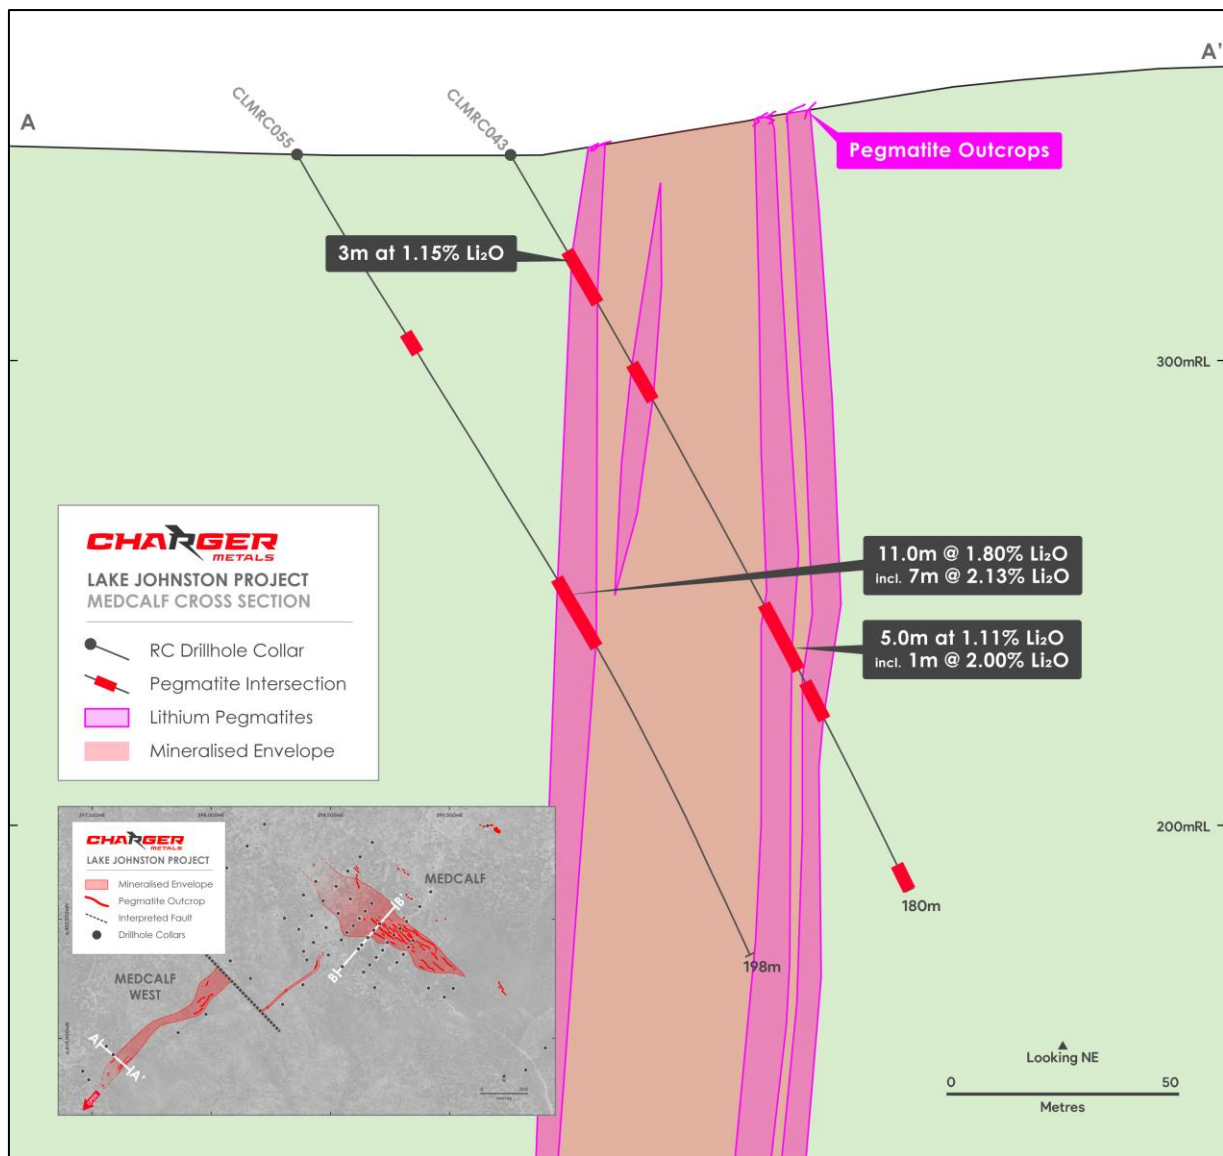 A
A'
CLMRC055
CLMRC043
Pegmatite Outcrops
3m at 1.15% Li₂O
300mRL
11.0m @ 1.80% Li₂O
incl. 7m @ 2.13% Li₂O
5.0m at 1.11% Li₂O
incl. 1m @ 2.00% Li₂O
CHARGER
METALS
LAKE JOHNSTON PROJECT
MEDCALF CROSS SECTION
RC Drillhole Collar
Pegmatite Intersection
Lithium Pegmatites
Mineralised Envelope
200mRL
180m
198m
CHARGER
METALS
LAKE JOHNSTON PROJECT
Mineralised Envelope
Pegmatite Outcrop
Interpreted Fault
Drillhole Collars
MEDCALF
B'
B
MEDCALF
WEST
A
A'
OPEN
Looking NE
0 50
Metres